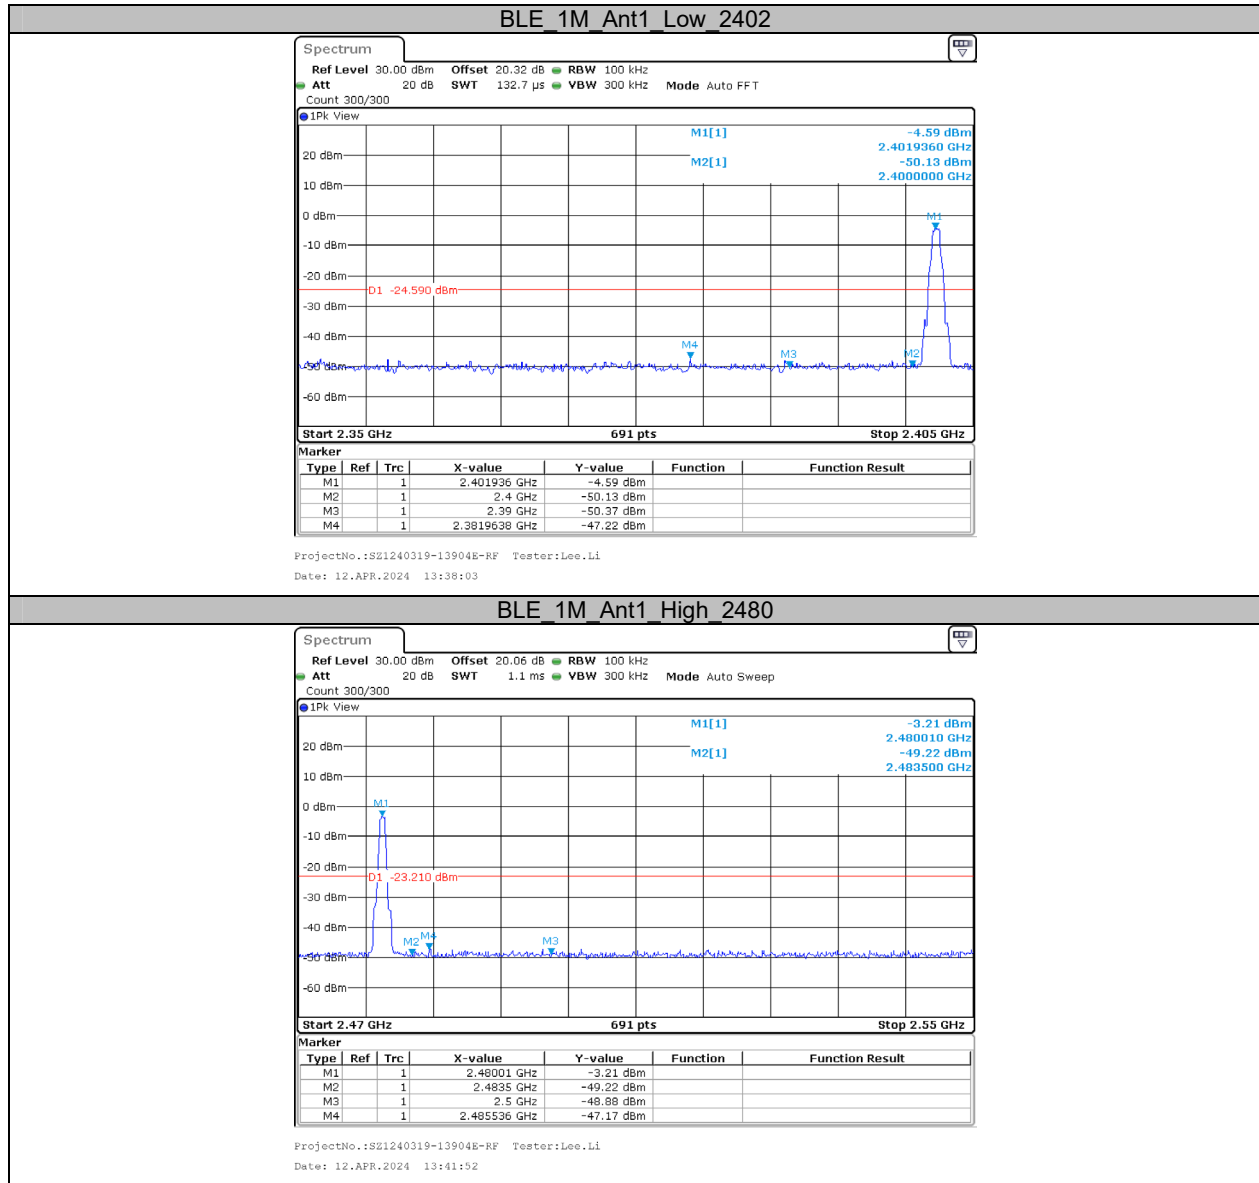 BLE_1M_Ant1_Low_2402
Spectrum
Ref Level 30.00 dBm Offset 20.32 dB RBW 100 kHz
Att 20 dB SWT 132.7 µs VBW 300 kHz Mode Auto FFT
Count 300/300
1Pk View
M1[1] -4.59 dBm
2.4019360 GHz
20 dBm
M2[1] -50.13 dBm
2.4000000 GHz
10 dBm
0 dBm
M1
-10 dBm
-20 dBm
D1 -24.590 dBm
-30 dBm
-40 dBm
M4
M3
M2
-50 dBm
-60 dBm
Start 2.35 GHz 691 pts Stop 2.405 GHz
Marker
Type Ref Trc X-value Y-value Function Function Result
M1 1 2.401936 GHz -4.59 dBm
M2 1 2.4 GHz -50.13 dBm
M3 1 2.39 GHz -50.37 dBm
M4 1 2.3819638 GHz -47.22 dBm
ProjectNo.:SZ1240319-13904E-RF Tester:Lee.Li
Date: 12.APR.2024 13:38:03
BLE_1M_Ant1_High_2480
Spectrum
Ref Level 30.00 dBm Offset 20.06 dB RBW 100 kHz
Att 20 dB SWT 1.1 ms VBW 300 kHz Mode Auto Sweep
Count 300/300
1Pk View
M1[1] -3.21 dBm
2.480010 GHz
20 dBm
M2[1] -49.22 dBm
2.483500 GHz
10 dBm
0 dBm
M1
-10 dBm
-20 dBm
D1 -23.210 dBm
-30 dBm
-40 dBm
M2
M4
M3
-50 dBm
-60 dBm
Start 2.47 GHz 691 pts Stop 2.55 GHz
Marker
Type Ref Trc X-value Y-value Function Function Result
M1 1 2.48001 GHz -3.21 dBm
M2 1 2.4835 GHz -49.22 dBm
M3 1 2.5 GHz -48.88 dBm
M4 1 2.485536 GHz -47.17 dBm
ProjectNo.:SZ1240319-13904E-RF Tester:Lee.Li
Date: 12.APR.2024 13:41:52